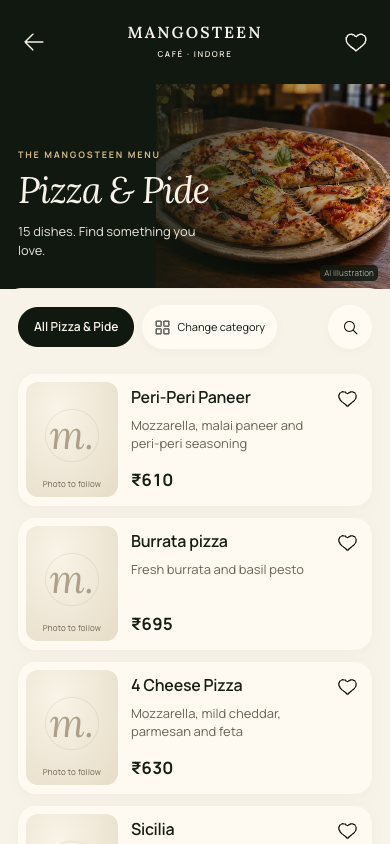 MANGOSTEEN
CAFÉ · INDORE
THE MANGOSTEEN MENU
Pizza & Pide
15 dishes. Find something you
love.
AI illustration
All Pizza & Pide
Change category
m.
Photo to follow
Peri-Peri Paneer
Mozzarella, malai paneer and
peri-peri seasoning
₹610
m.
Photo to follow
Burrata pizza
Fresh burrata and basil pesto
₹695
m.
Photo to follow
4 Cheese Pizza
Mozzarella, mild cheddar,
parmesan and feta
₹630
Sicilia